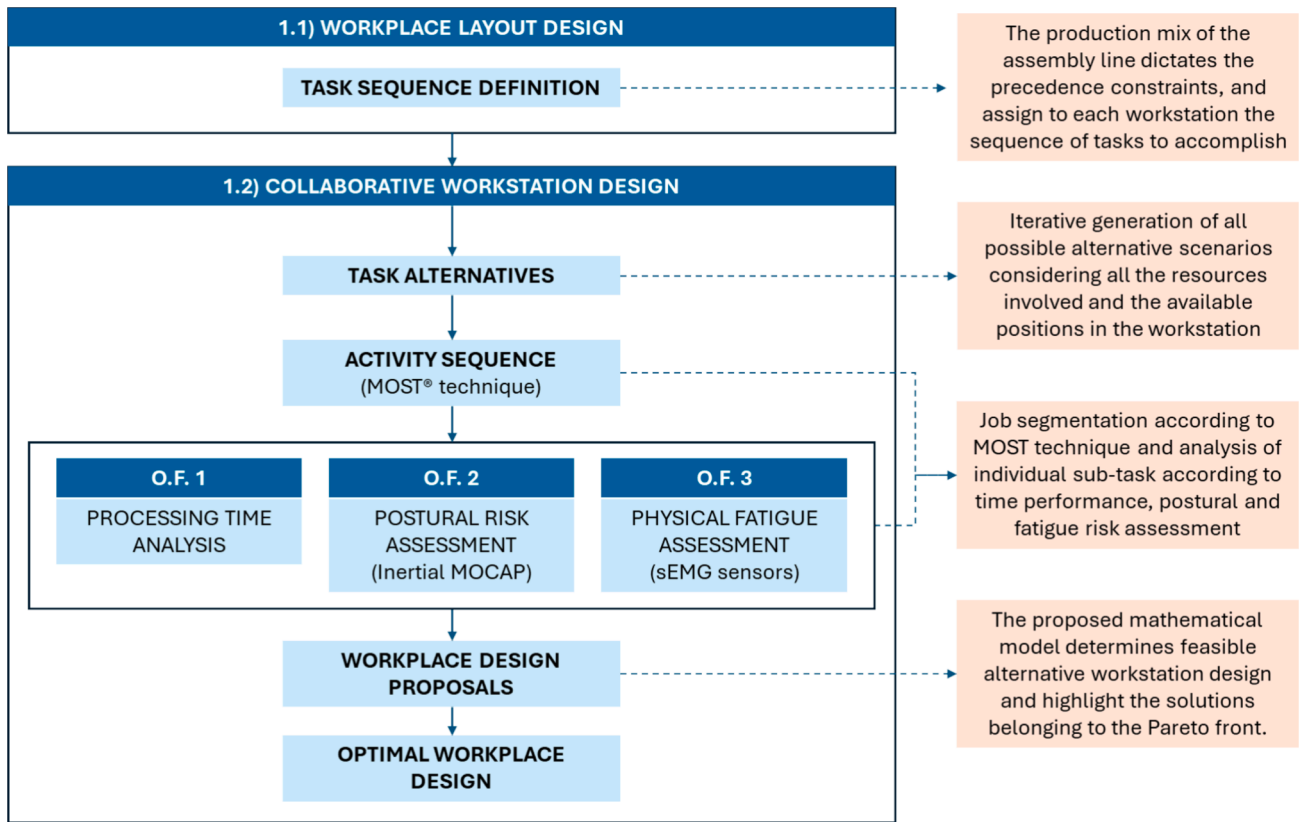 1.1) WORKPLACE LAYOUT DESIGN
TASK SEQUENCE DEFINITION
The production mix of the
assembly line dictates the
precedence constraints, and
assign to each workstation the
sequence of tasks to accomplish
1.2) COLLABORATIVE WORKSTATION DESIGN
TASK ALTERNATIVES
Iterative generation of all
possible alternative scenarios
considering all the resources
involved and the available
positions in the workstation
ACTIVITY SEQUENCE
(MOST® technique)
O.F. 1
PROCESSING TIME
ANALYSIS
O.F. 2
POSTURAL RISK
ASSESSMENT
(Inertial MOCAP)
O.F. 3
PHYSICAL FATIGUE
ASSESSMENT
(sEMG sensors)
Job segmentation according to
MOST technique and analysis of
individual sub-task according to
time performance, postural and
fatigue risk assessment
WORKPLACE DESIGN
PROPOSALS
The proposed mathematical
model determines feasible
alternative workstation design
and highlight the solutions
belonging to the Pareto front.
OPTIMAL WORKPLACE
DESIGN